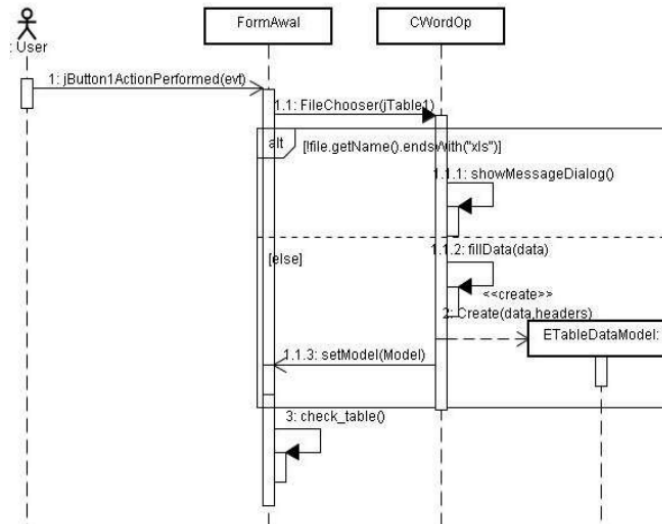 FormAwal
CWordOp
: User
1: jButton1ActionPerformed(evt)
1.1: FileChooser(jTable1)
alt
[!file.getName().endsWith("xls")]
1.1.1: showMessageDialog()
1.1.2: fillData(data)
[else]
<<create>>
2: Create(data,headers)
ETableDataModel:
1.1.3: setModel(Model)
3: check_table()